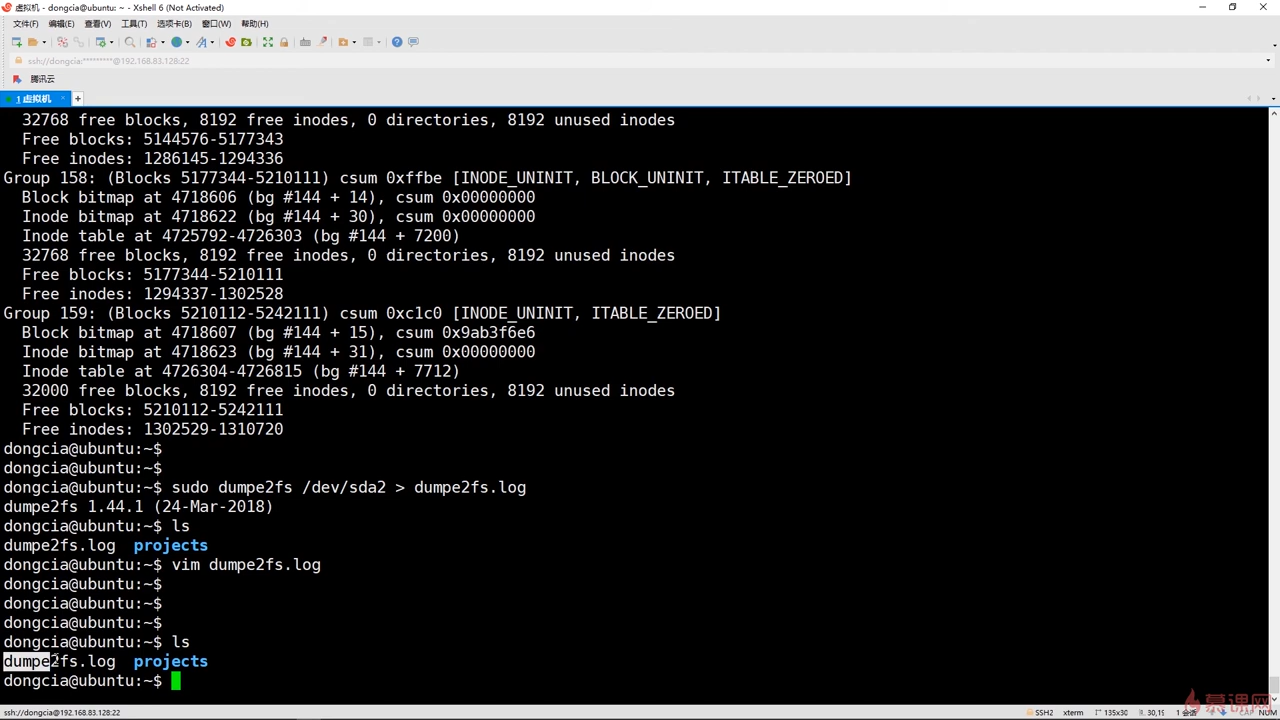 虚拟机 - dongcia@ubuntu: ~ - Xshell 6 (Not Activated)
文件(F) 编辑(E) 查看(V) 工具(T) 选项卡(B) 窗口(W) 帮助(H)
ssh://dongcia:*********@192.168.83.128:22
腾讯云
1 虚拟机 × +
32768 free blocks, 8192 free inodes, 0 directories, 8192 unused inodes
Free blocks: 5144576-5177343
Free inodes: 1286145-1294336
Group 158: (Blocks 5177344-5210111) csum 0xffbe [INODE_UNINIT, BLOCK_UNINIT, ITABLE_ZEROED]
Block bitmap at 4718606 (bg #144 + 14), csum 0x00000000
Inode bitmap at 4718622 (bg #144 + 30), csum 0x00000000
Inode table at 4725792-4726303 (bg #144 + 7200)
32768 free blocks, 8192 free inodes, 0 directories, 8192 unused inodes
Free blocks: 5177344-5210111
Free inodes: 1294337-1302528
Group 159: (Blocks 5210112-5242111) csum 0xc1c0 [INODE_UNINIT, ITABLE_ZEROED]
Block bitmap at 4718607 (bg #144 + 15), csum 0x9ab3f6e6
Inode bitmap at 4718623 (bg #144 + 31), csum 0x00000000
Inode table at 4726304-4726815 (bg #144 + 7712)
32000 free blocks, 8192 free inodes, 0 directories, 8192 unused inodes
Free blocks: 5210112-5242111
Free inodes: 1302529-1310720
dongcia@ubuntu:~$
dongcia@ubuntu:~$
dongcia@ubuntu:~$ sudo dumpe2fs /dev/sda2 > dumpe2fs.log
dumpe2fs 1.44.1 (24-Mar-2018)
dongcia@ubuntu:~$ ls
dumpe2fs.log projects
dongcia@ubuntu:~$ vim dumpe2fs.log
dongcia@ubuntu:~$
dongcia@ubuntu:~$
dongcia@ubuntu:~$
dongcia@ubuntu:~$ ls
dumpe2fs.log projects
dongcia@ubuntu:~$
慕课网
ssh://dongcia@192.168.83.128:22 SSH2 xterm 135x30 30,19 1 会话 CAP NUM